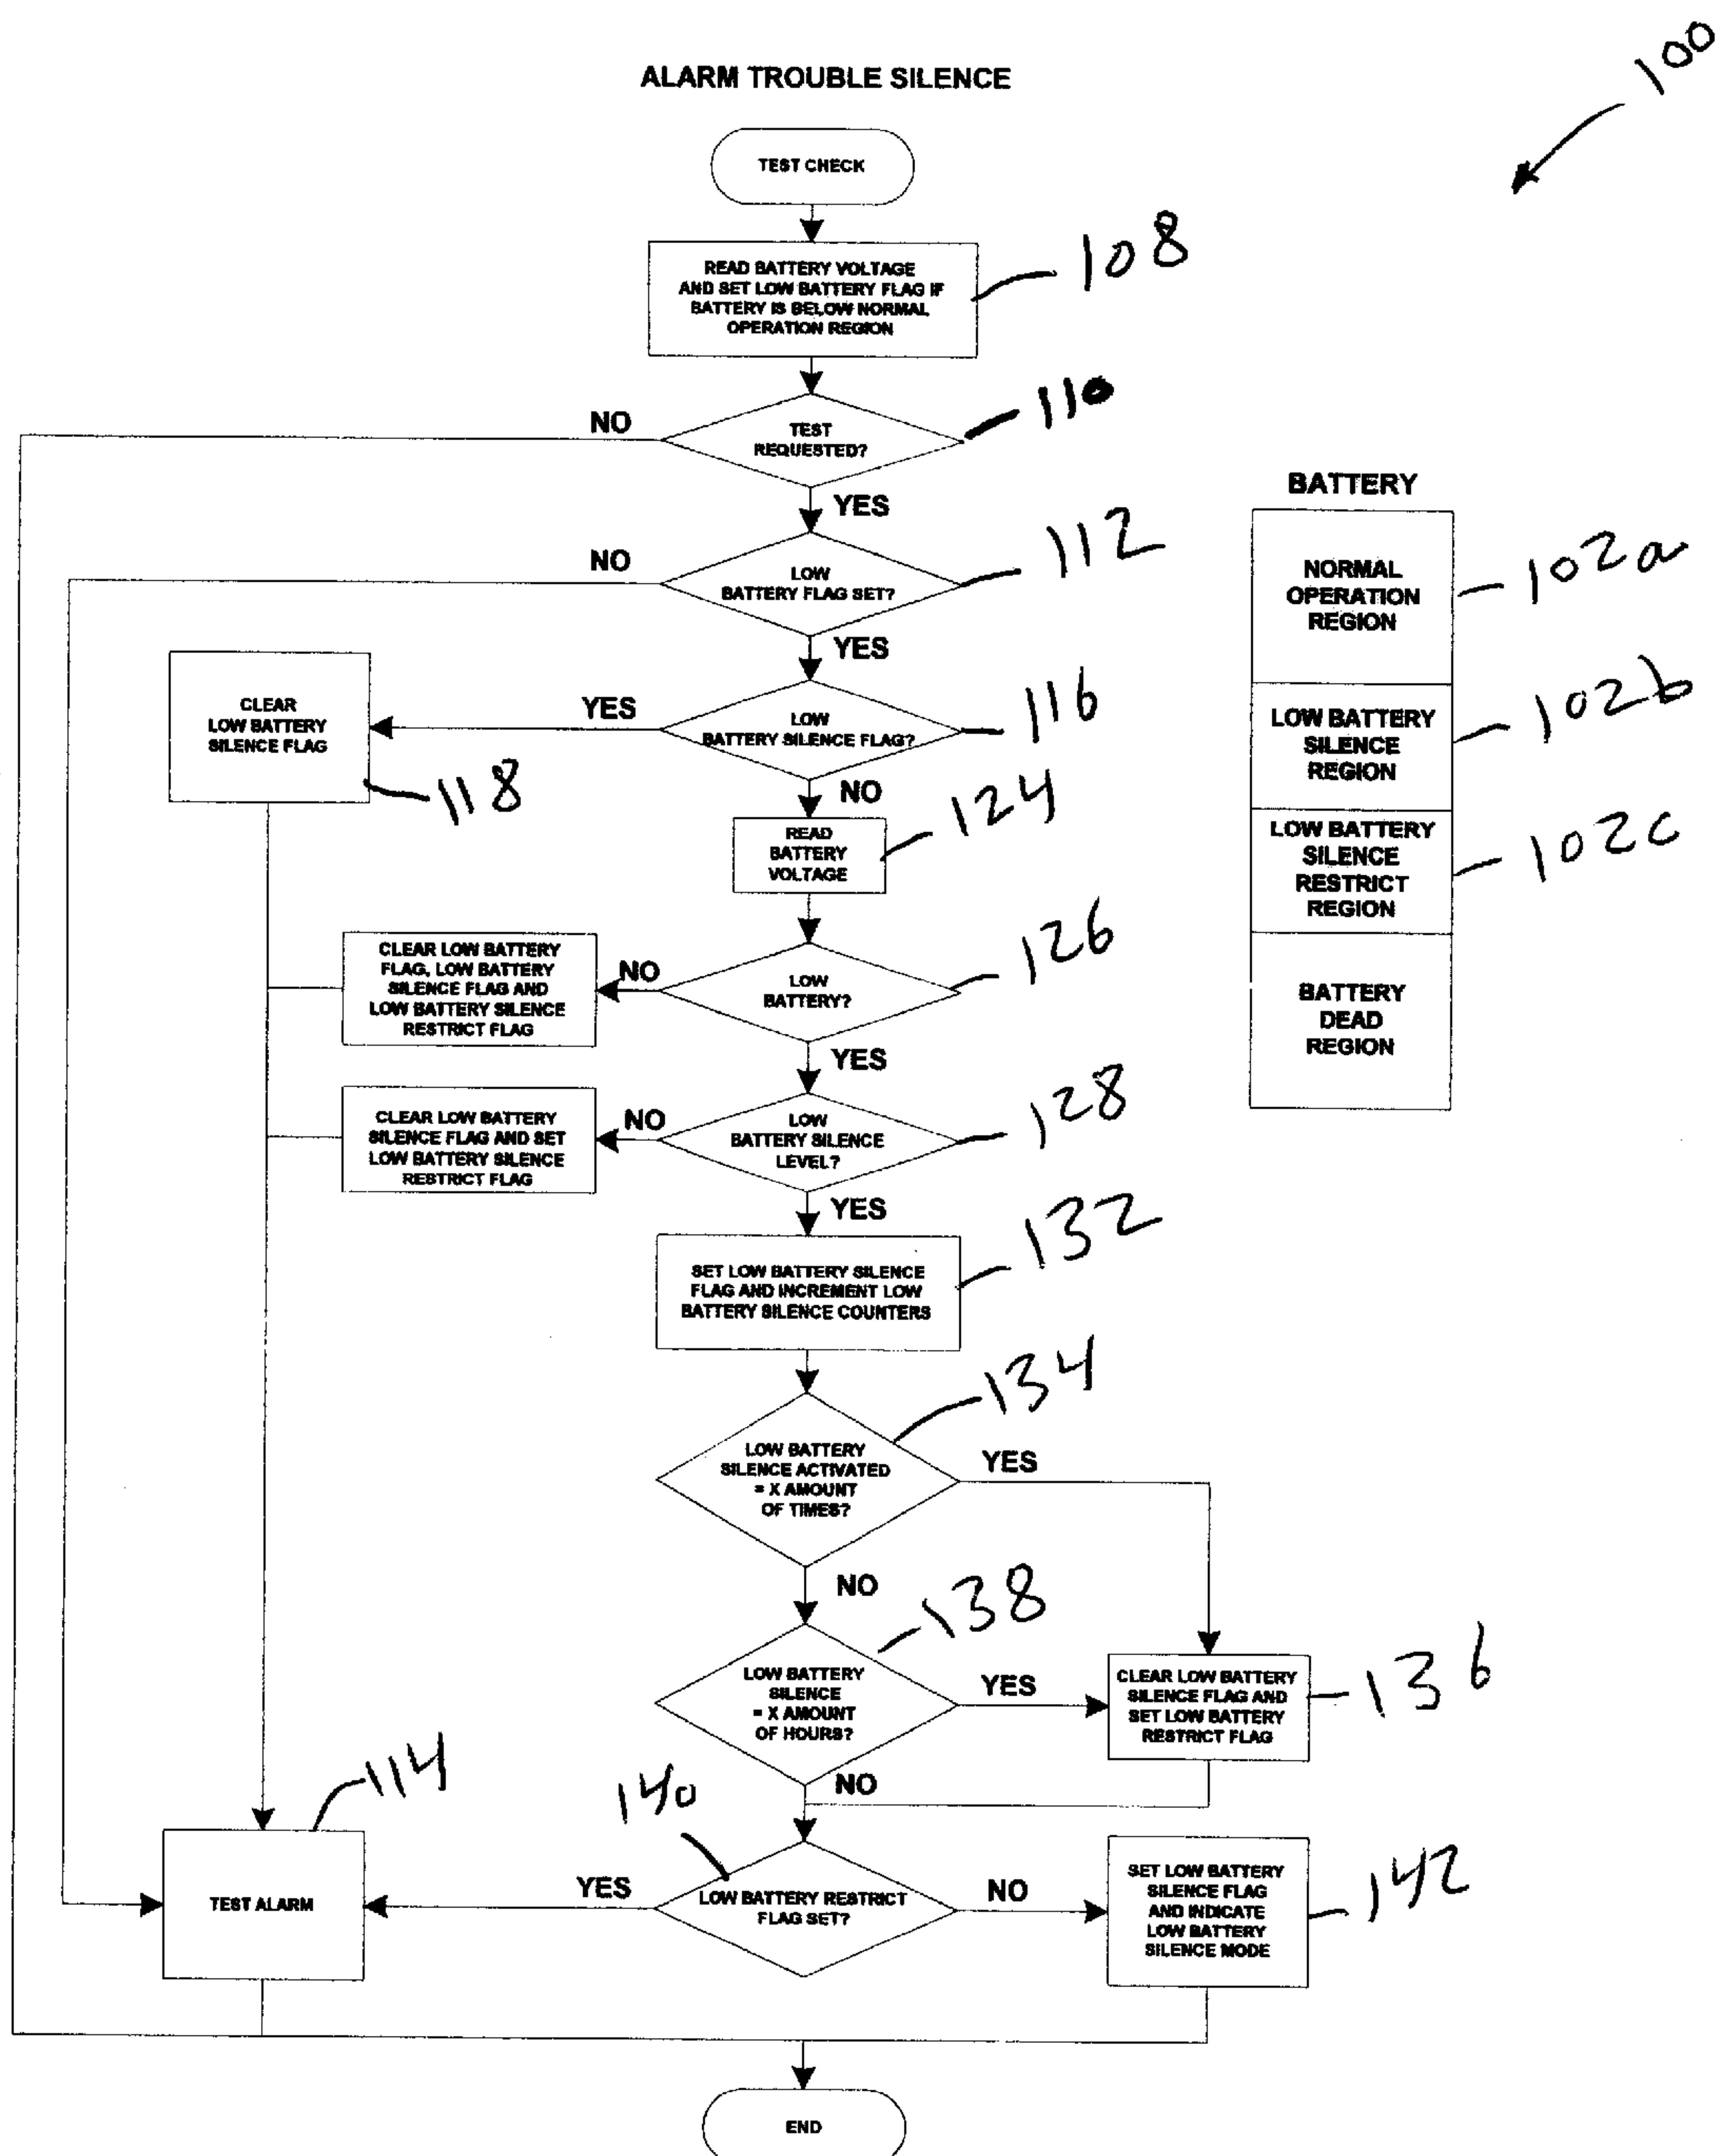 100
ALARM TROUBLE SILENCE
TEST CHECK
READ BATTERY VOLTAGE
AND SET LOW BATTERY FLAG IF
BATTERY IS BELOW NORMAL
OPERATION REGION
108
TEST
REQUESTED?
110
NO
YES
LOW
BATTERY FLAG SET?
112
NO
YES
LOW
BATTERY SILENCE FLAG?
116
YES
CLEAR
LOW BATTERY
SILENCE FLAG
118
NO
READ
BATTERY
VOLTAGE
124
LOW
BATTERY?
126
NO
CLEAR LOW BATTERY
FLAG, LOW BATTERY
SILENCE FLAG AND
LOW BATTERY SILENCE
RESTRICT FLAG
YES
LOW
BATTERY SILENCE
LEVEL?
128
NO
CLEAR LOW BATTERY
SILENCE FLAG AND SET
LOW BATTERY SILENCE
RESTRICT FLAG
YES
SET LOW BATTERY SILENCE
FLAG AND INCREMENT LOW
BATTERY SILENCE COUNTERS
132
LOW BATTERY
SILENCE ACTIVATED
= X AMOUNT
OF TIMES?
134
YES
NO
LOW BATTERY
SILENCE
= X AMOUNT
OF HOURS?
138
YES
CLEAR LOW BATTERY
SILENCE FLAG AND
SET LOW BATTERY
RESTRICT FLAG
136
NO
LOW BATTERY RESTRICT
FLAG SET?
140
YES
TEST ALARM
114
NO
SET LOW BATTERY
SILENCE FLAG
AND INDICATE
LOW BATTERY
SILENCE MODE
142
END
BATTERY
NORMAL
OPERATION
REGION
102a
LOW BATTERY
SILENCE
REGION
102b
LOW BATTERY
SILENCE
RESTRICT
REGION
102c
BATTERY
DEAD
REGION